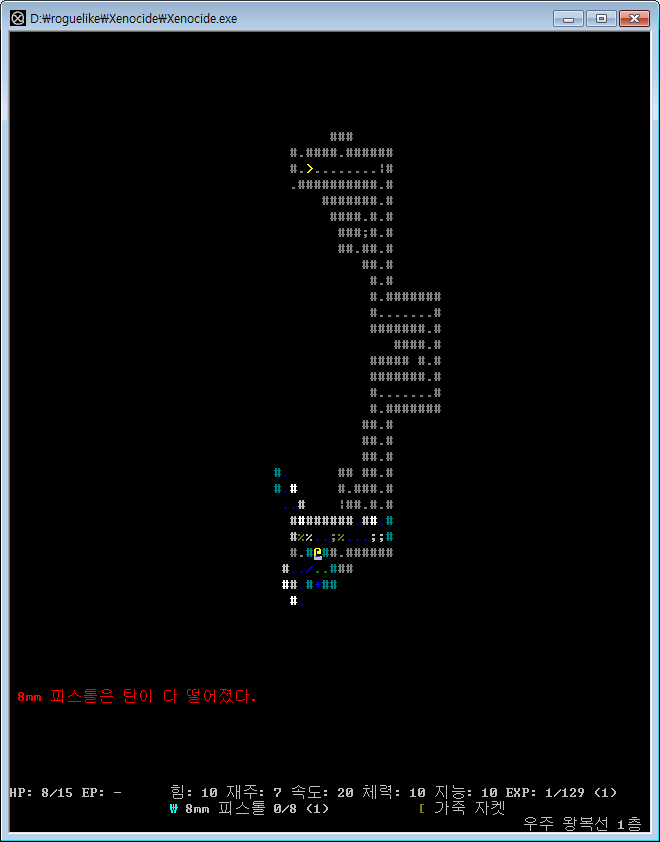 D:\roguelike\Xenocide\Xenocide.exe
8mm 피스톨은 탄이 다 떨어졌다.
HP: 8/15 EP: - 힘: 10 재주: 7 속도: 20 체력: 10 지능: 10 EXP: 1/129 (1)
₩ 8mm 피스톨 0/8 (1) [ 가죽 자켓
우주 왕복선 1층